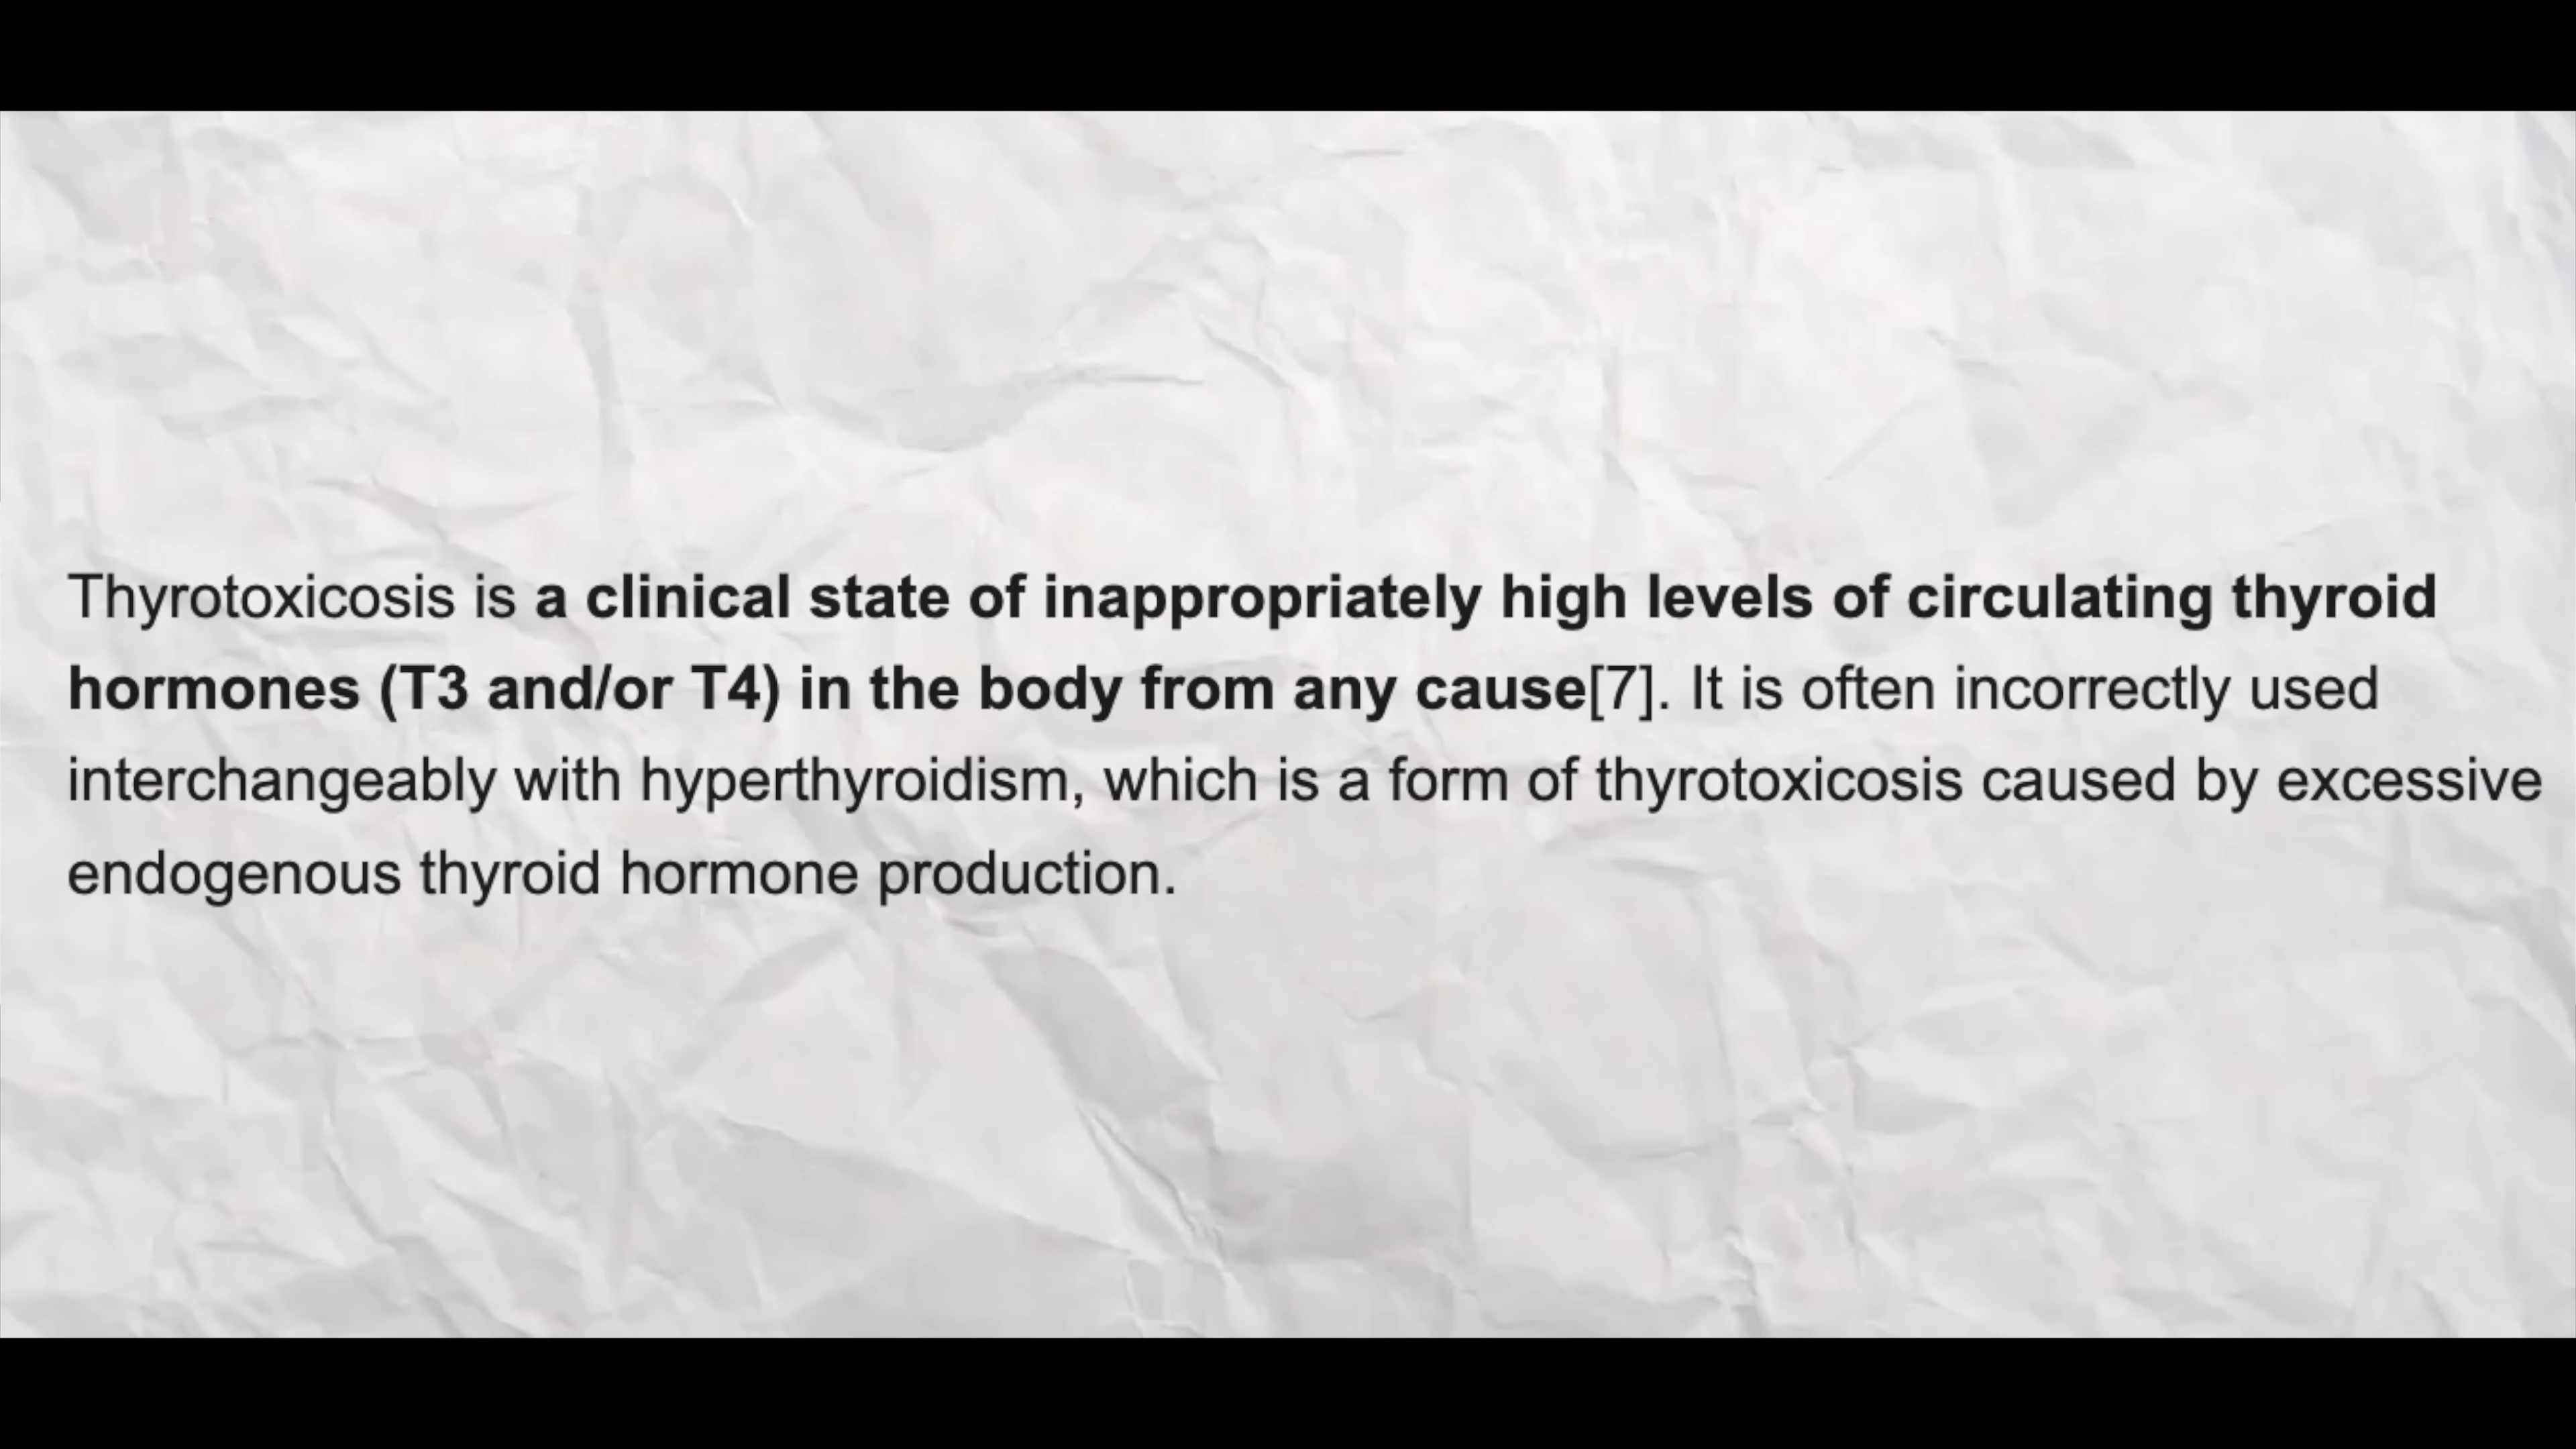 Thyrotoxicosis is a clinical state of inappropriately high levels of circulating thyroid
hormones (T3 and/or T4) in the body from any cause[7]. It is often incorrectly used
interchangeably with hyperthyroidism, which is a form of thyrotoxicosis caused by excessive
endogenous thyroid hormone production.